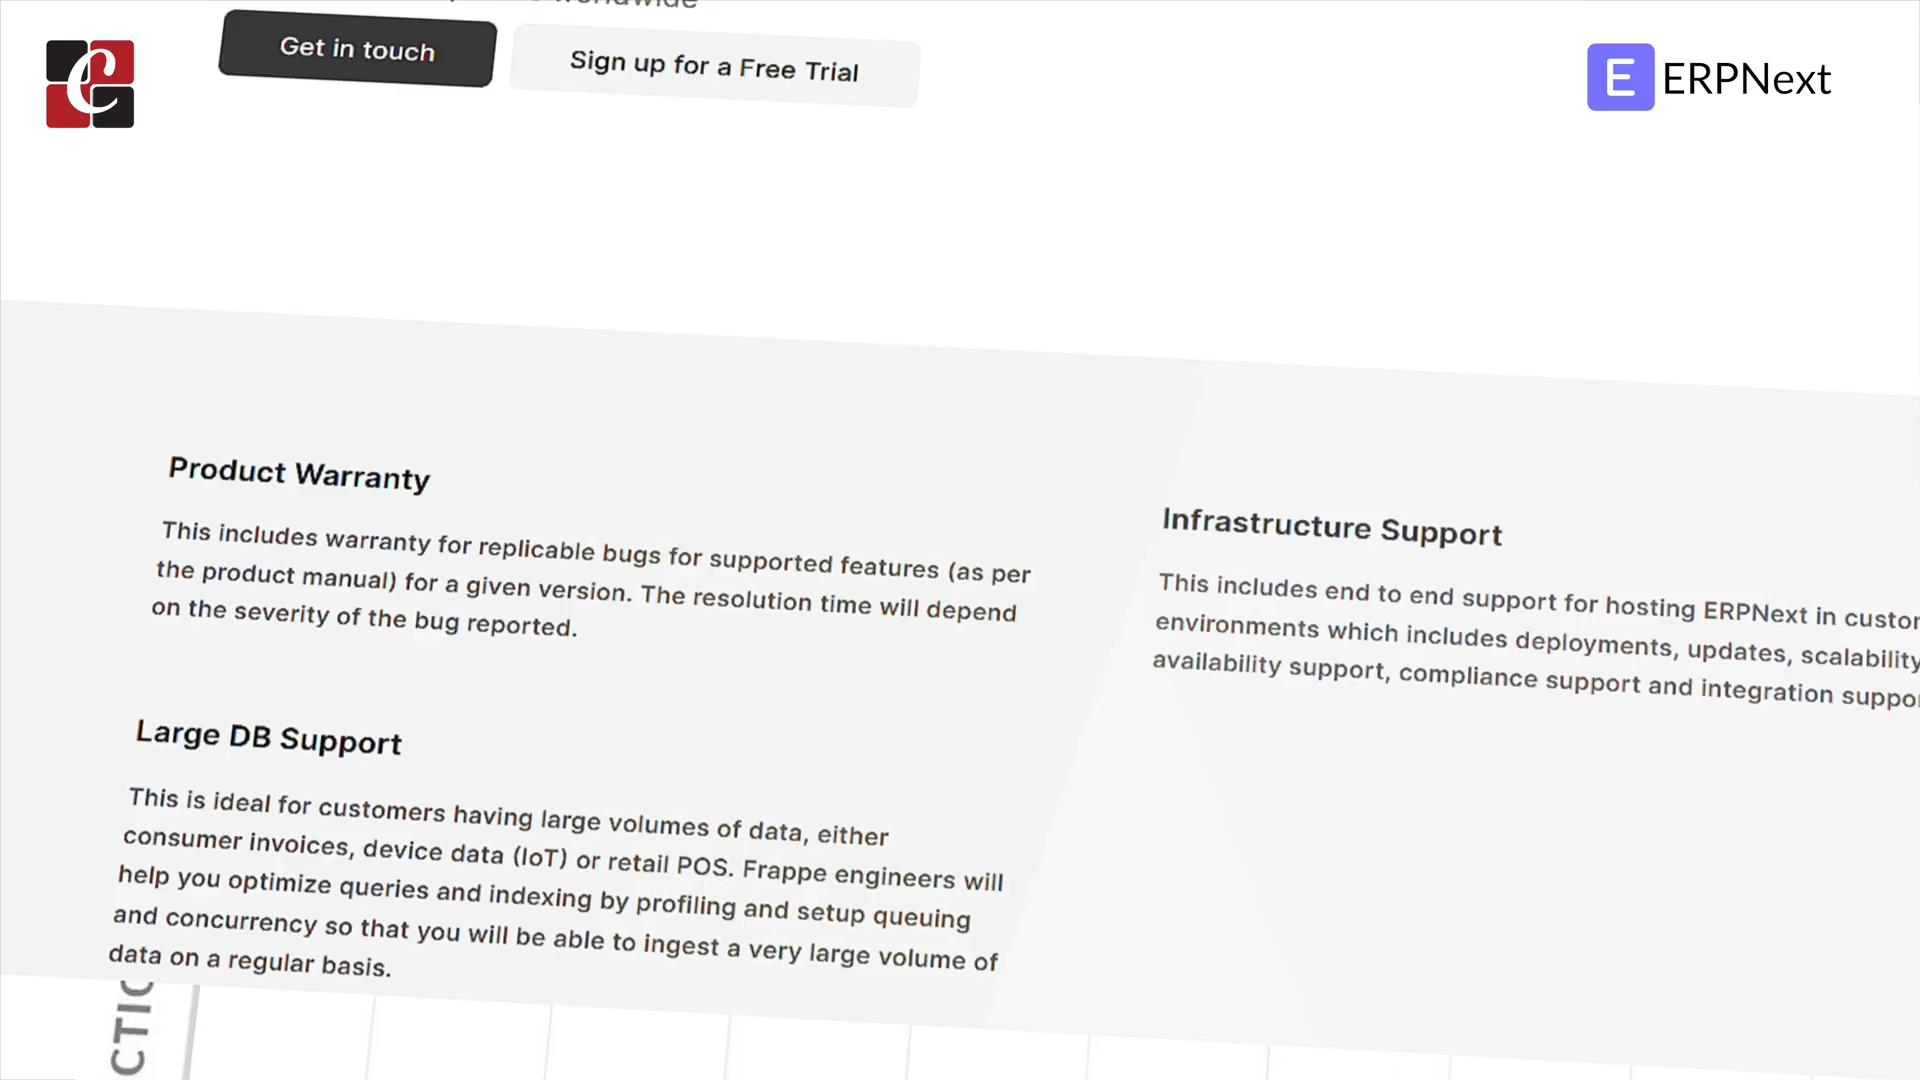 worldwide
Get in touch
Sign up for a Free Trial
C
E ERPNext
Product Warranty
This includes warranty for replicable bugs for supported features (as per
the product manual) for a given version. The resolution time will depend
on the severity of the bug reported.
Infrastructure Support
This includes end to end support for hosting ERPNext in custom
environments which includes deployments, updates, scalability
availability support, compliance support and integration suppo
Large DB Support
This is ideal for customers having large volumes of data, either
consumer invoices, device data (IoT) or retail POS. Frappe engineers will
help you optimize queries and indexing by profiling and setup queuing
and concurrency so that you will be able to ingest a very large volume of
data on a regular basis.
CTIO